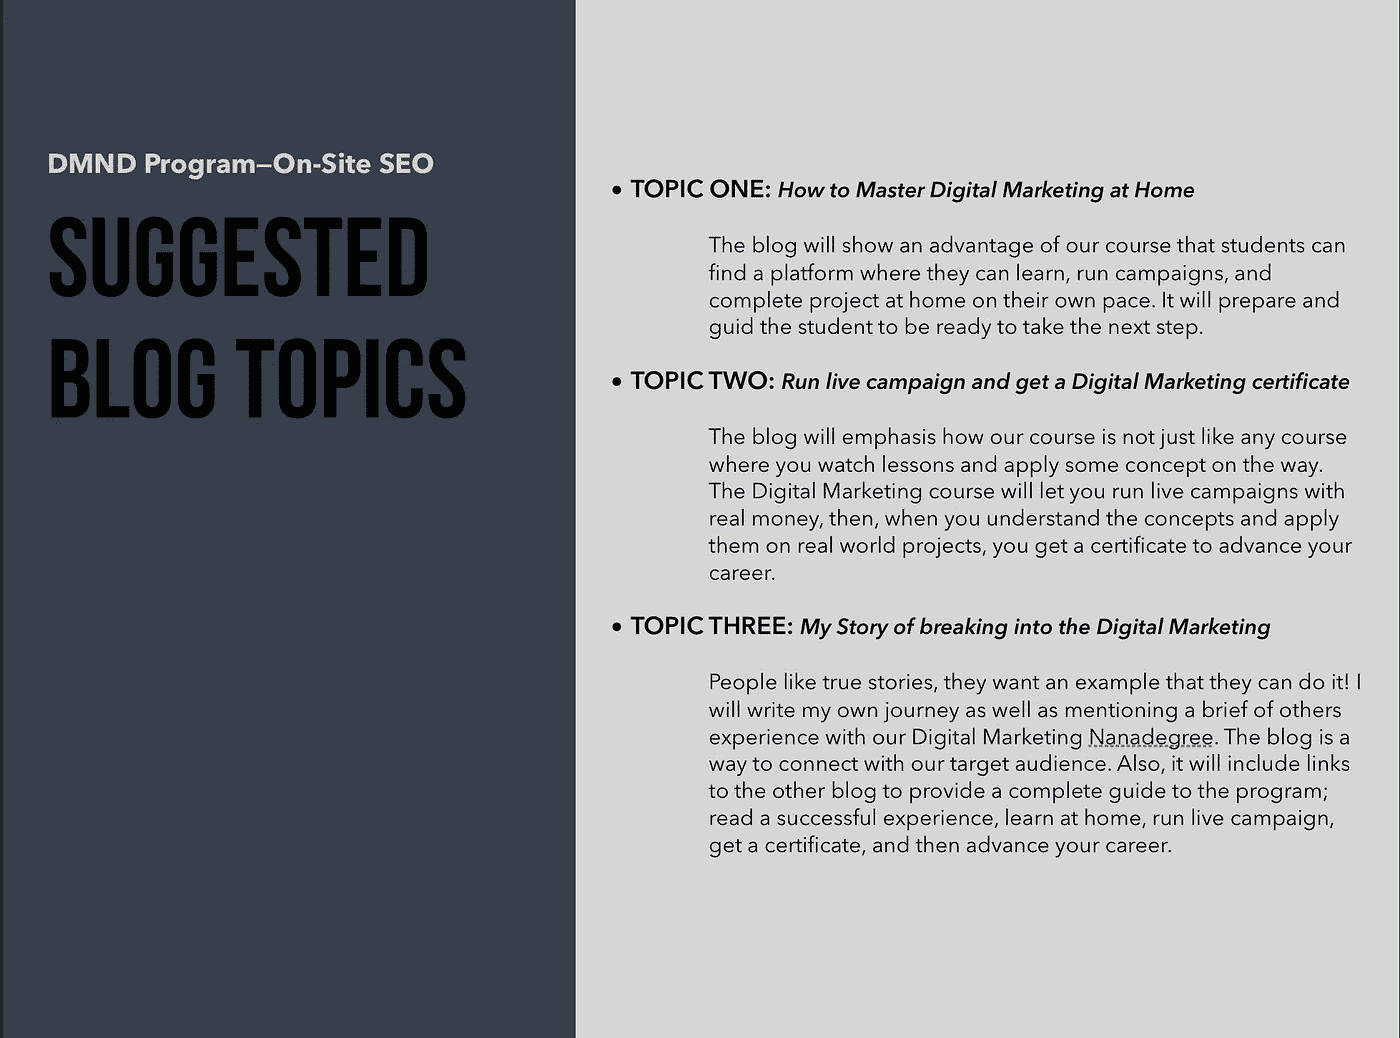 DMND Program—On-Site SEO
SUGGESTED
BLOG TOPICS
• TOPIC ONE: How to Master Digital Marketing at Home
The blog will show an advantage of our course that students can
find a platform where they can learn, run campaigns, and
complete project at home on their own pace. It will prepare and
guid the student to be ready to take the next step.
• TOPIC TWO: Run live campaign and get a Digital Marketing certificate
The blog will emphasis how our course is not just like any course
where you watch lessons and apply some concept on the way.
The Digital Marketing course will let you run live campaigns with
real money, then, when you understand the concepts and apply
them on real world projects, you get a certificate to advance your
career.
• TOPIC THREE: My Story of breaking into the Digital Marketing
People like true stories, they want an example that they can do it! I
will write my own journey as well as mentioning a brief of others
experience with our Digital Marketing Nanadegree. The blog is a
way to connect with our target audience. Also, it will include links
to the other blog to provide a complete guide to the program;
read a successful experience, learn at home, run live campaign,
get a certificate, and then advance your career.